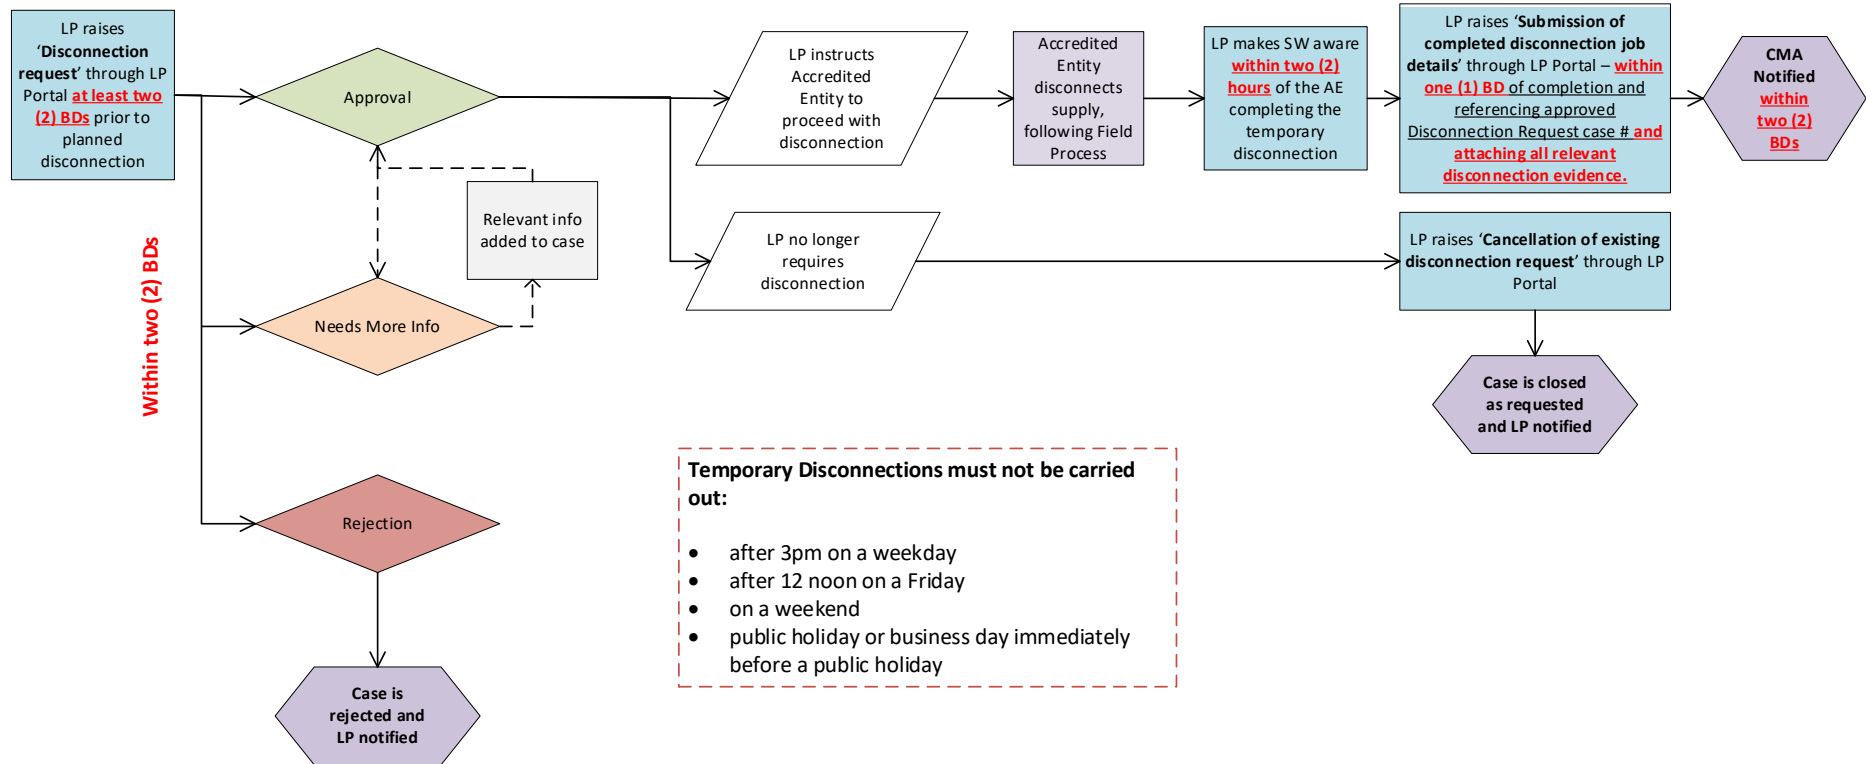 LP raises
‘Disconnection
request’ through LP
Portal at least two
(2) BDs prior to
planned
disconnection
Within two (2) BDs
Approval
Relevant info
added to case
Needs More Info
Rejection
Case is
rejected and
LP notified
LP instructs
Accredited
Entity to
proceed with
disconnection
Accredited
Entity
disconnects
supply,
following Field
Process
LP makes SW aware
within two (2)
hours of the AE
completing the
temporary
disconnection
LP raises ‘Submission of
completed disconnection job
details’ through LP Portal – within
one (1) BD of completion and
referencing approved
Disconnection Request case # and
attaching all relevant
disconnection evidence.
CMA
Notified
within
two (2)
BDs
LP no longer
requires
disconnection
LP raises ‘Cancellation of existing
disconnection request’ through LP
Portal
Case is closed
as requested
and LP notified
Temporary Disconnections must not be carried
out:
• after 3pm on a weekday
• after 12 noon on a Friday
• on a weekend
• public holiday or business day immediately
before a public holiday